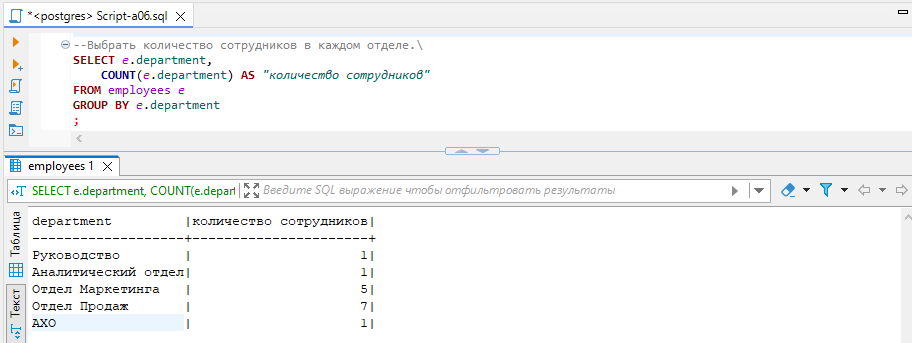 *<postgres> Script-a06.sql
--Выбрать количество сотрудников в каждом отделе.\
SELECT e.department,
COUNT(e.department) AS "количество сотрудников"
FROM employees e
GROUP BY e.department
;
employees 1
SELECT e.department, COUNT(e.depart
Введите SQL выражение чтобы отфильтровать результаты
Таблица
Текст
department |количество сотрудников|
-------------------+----------------------+
Руководство | 1|
Аналитический отдел| 1|
Отдел Маркетинга | 5|
Отдел Продаж | 7|
АХО | 1|